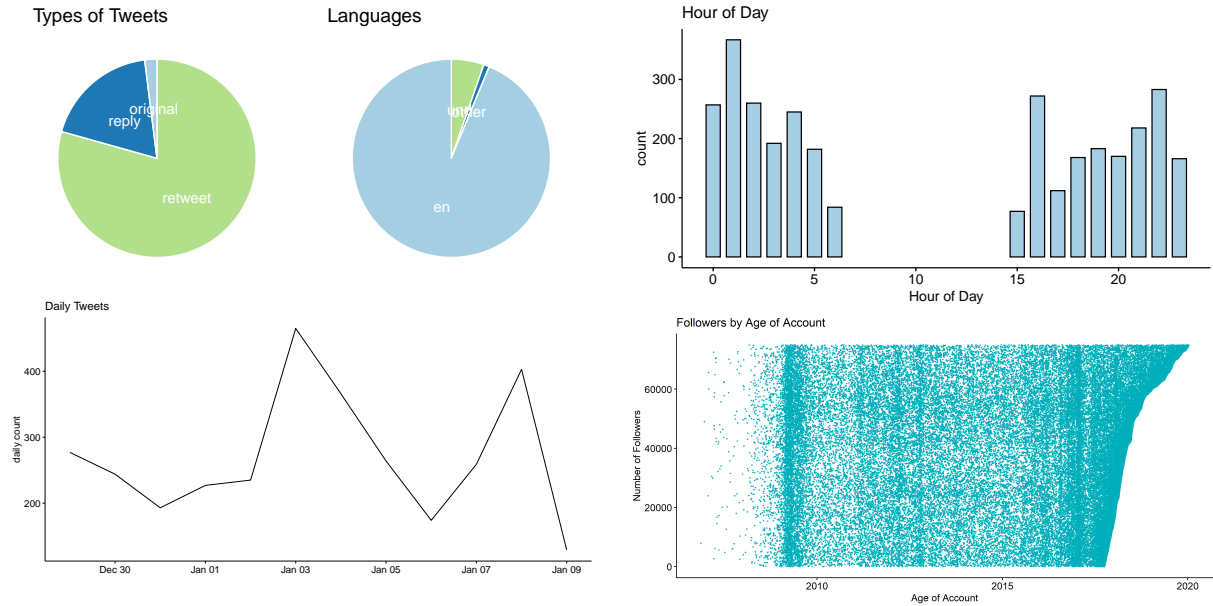 Types of Tweets
original
reply
retweet
Languages
und
other
en
Hour of Day
count
300
200
100
0
0 5 10 15 20
Hour of Day
Daily Tweets
daily count
400
300
200
Dec 30 Jan 01 Jan 03 Jan 05 Jan 07 Jan 09
Followers by Age of Account
Number of Followers
60000
40000
20000
0
2010 2015 2020
Age of Account